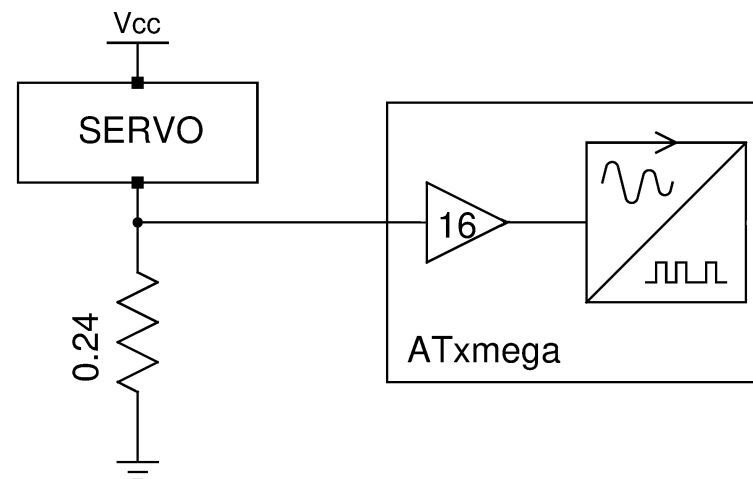 Vcc
SERVO
16
0.24
ATxmega